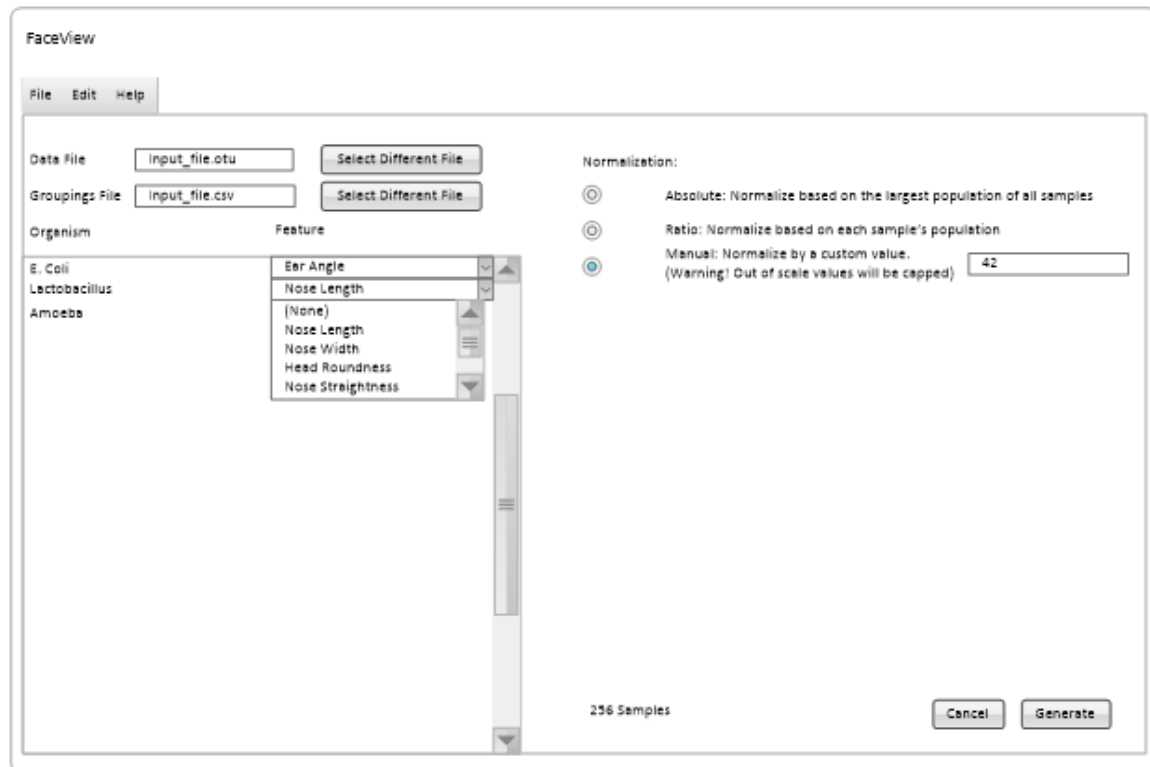 FaceView
File Edit Help
Data File Input_file.otu Select Different File
Groupings File Input_file.csv Select Different File
Organism Feature
E. Coli Ear Angle
Lactobacillus Nose Length
Amoeba (None)
Nose Length
Nose Width
Head Roundness
Nose Straightness
Normalization:
Absolute: Normalize based on the largest population of all samples
Ratio: Normalize based on each sample's population
Manual: Normalize by a custom value.
(Warning! Out of scale values will be capped) 42
256 Samples Cancel Generate